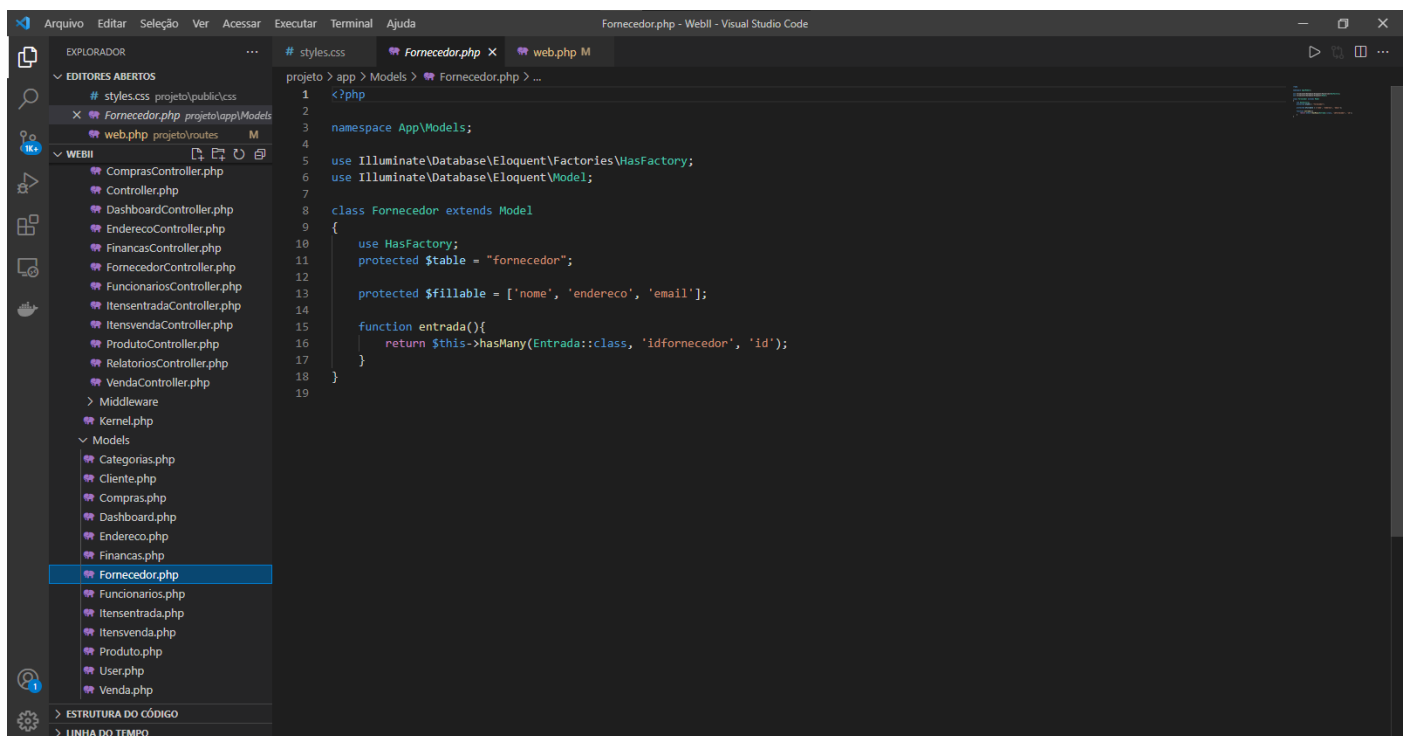 Arquivo Editar Seleção Ver Acessar Executar Terminal Ajuda Fornecedor.php - WebII - Visual Studio Code
EXPLORADOR
EDITORES ABERTOS
# styles.css projeto\public\css
Fornecedor.php projeto\app\Models
web.php projeto\routes M
WEBII
ComprasController.php
Controller.php
DashboardController.php
EnderecoController.php
FinancasController.php
FornecedorController.php
FuncionariosController.php
ItensentradaController.php
ItensvendaController.php
ProdutoController.php
RelatoriosController.php
VendaController.php
Middleware
Kernel.php
Models
Categorias.php
Cliente.php
Compras.php
Dashboard.php
Endereco.php
Financas.php
Fornecedor.php
Funcionarios.php
Itensentrada.php
Itensvenda.php
Produto.php
User.php
Venda.php
ESTRUTURA DO CÓDIGO
LINHA DO TEMPO
1K+
1
# styles.css Fornecedor.php web.php M
projeto > app > Models > Fornecedor.php > ...
1 <?php
2
3 namespace App\Models;
4
5 use Illuminate\Database\Eloquent\Factories\HasFactory;
6 use Illuminate\Database\Eloquent\Model;
7
8 class Fornecedor extends Model
9 {
10 use HasFactory;
11 protected $table = "fornecedor";
12
13 protected $fillable = ['nome', 'endereco', 'email'];
14
15 function entrada(){
16 return $this->hasMany(Entrada::class, 'idfornecedor', 'id');
17 }
18 }
19